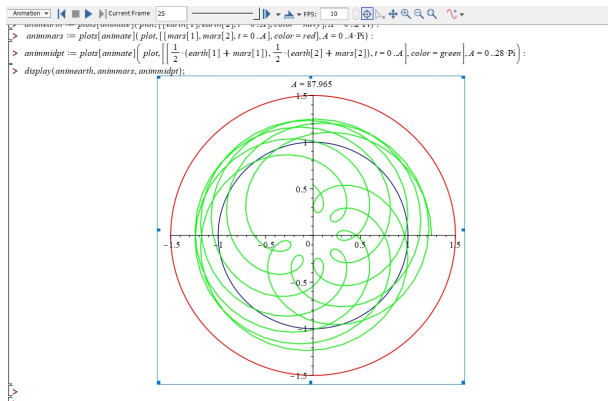 Animation Current Frame 25 FPS: 10
> animmars := plots[animate]( plot, [[mars[1], mars[2], t = 0 ..A], color = red], A = 0 ..4·Pi) :
> animmidpt := plots[animate]( plot, [[ 1/2 ·(earth[1] + mars[1]), 1/2 ·(earth[2] + mars[2]), t = 0 ..A ], color = green ], A = 0 ..28·Pi ) :
> display(animearth, animmars, animmidpt);
A = 87.965
1.5
1
0.5
-1.5 -1 -0.5 0 0.5 1 1.5
-0.5
-1
-1.5
>